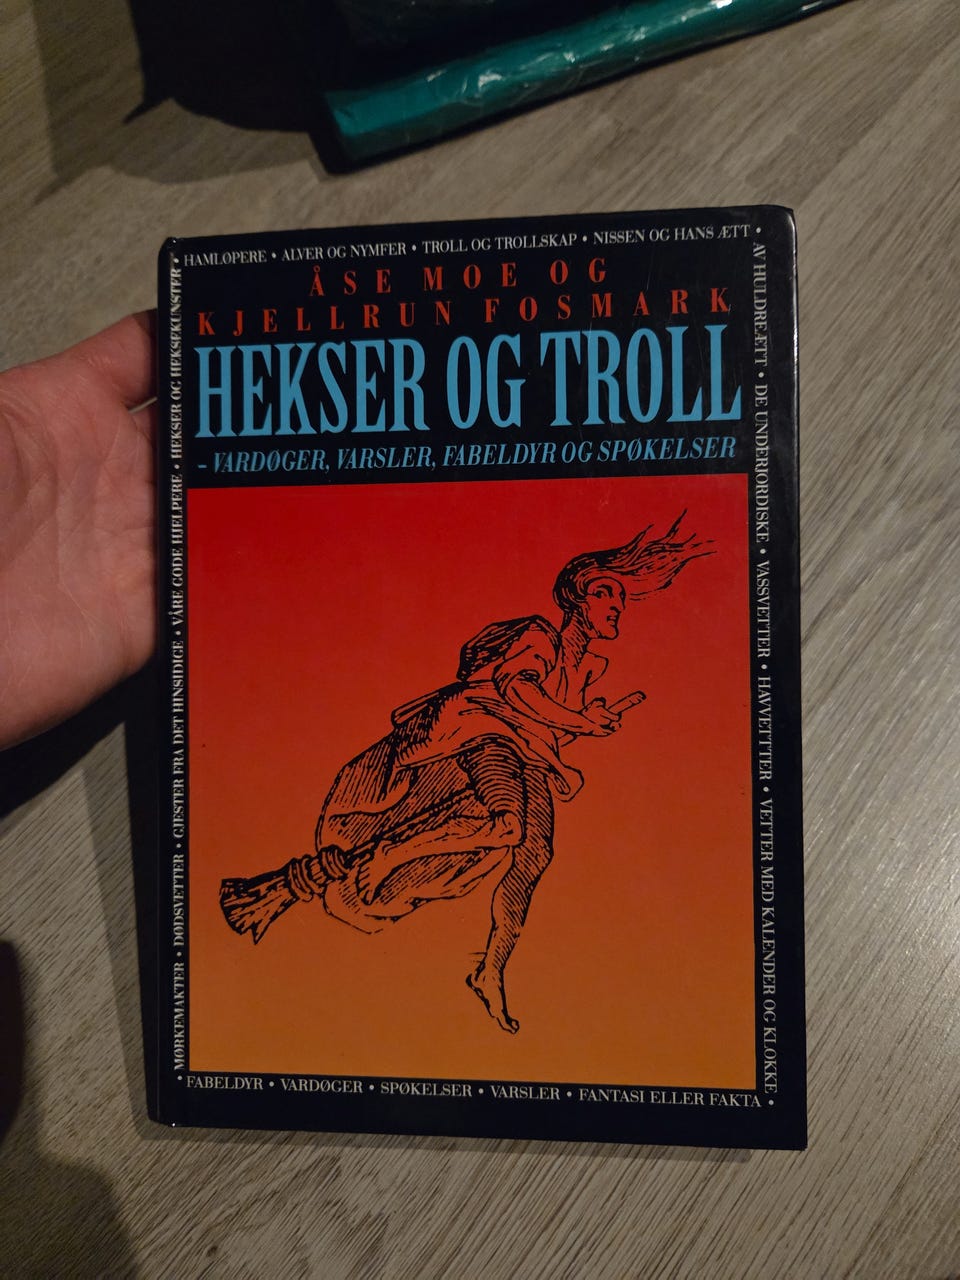 • HAMLØPERE • ALVER OG NYMFER • TROLL OG TROLLSKAP • NISSEN OG HANS ÆTT •
ÅSE MOE OG
KJELLRUN FOSMARK
HEKSER OG TROLL
– VARDØGER, VARSLER, FABELDYR OG SPØKELSER
AV HULDREÆTT • DE UNDERJORDISKE • VASSVETTER • HAVVETTTER • VETTER MED KALENDER OG KLOKKE
• FABELDYR • VARDØGER • SPØKELSER • VARSLER • FANTASI ELLER FAKTA •
MØRKEMAKTER • DØDSVETTER • GJESTER FRA DET HINSIDIGE • VÅRE GODE HJELPERE • HEKSER OG HEKSEKUNSTER